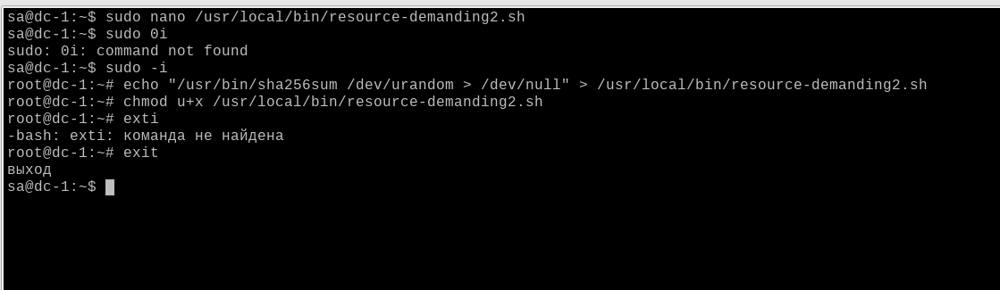 sa@dc-1:~$ sudo nano /usr/local/bin/resource-demanding2.sh
sa@dc-1:~$ sudo 0i
sudo: 0i: command not found
sa@dc-1:~$ sudo -i
root@dc-1:~# echo "/usr/bin/sha256sum /dev/urandom > /dev/null" > /usr/local/bin/resource-demanding2.sh
root@dc-1:~# chmod u+x /usr/local/bin/resource-demanding2.sh
root@dc-1:~# exti
-bash: exti: команда не найдена
root@dc-1:~# exit
выход
sa@dc-1:~$